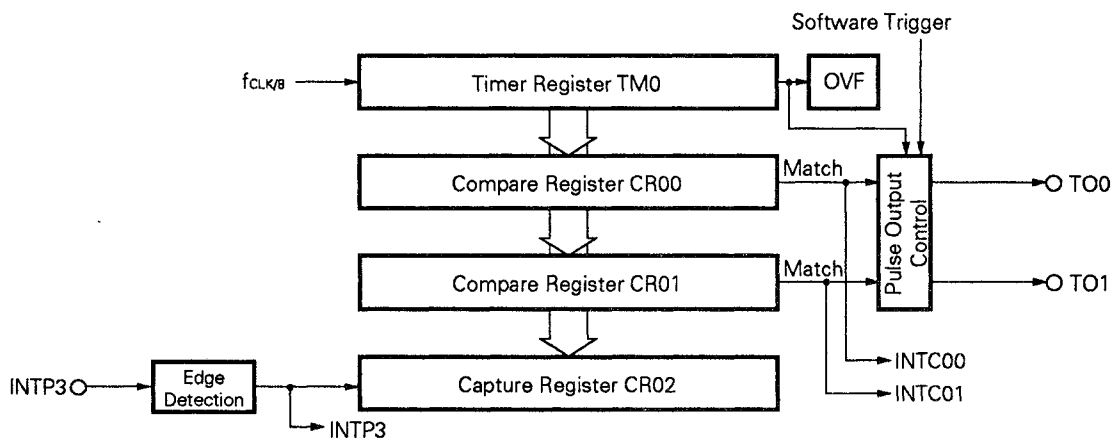 Software Trigger
fCLK/8
Timer Register TM0
OVF
Compare Register CR00
Match
TO0
Pulse Output
Control
Compare Register CR01
Match
TO1
INTC00
INTP3
Edge
Detection
Capture Register CR02
INTC01
INTP3